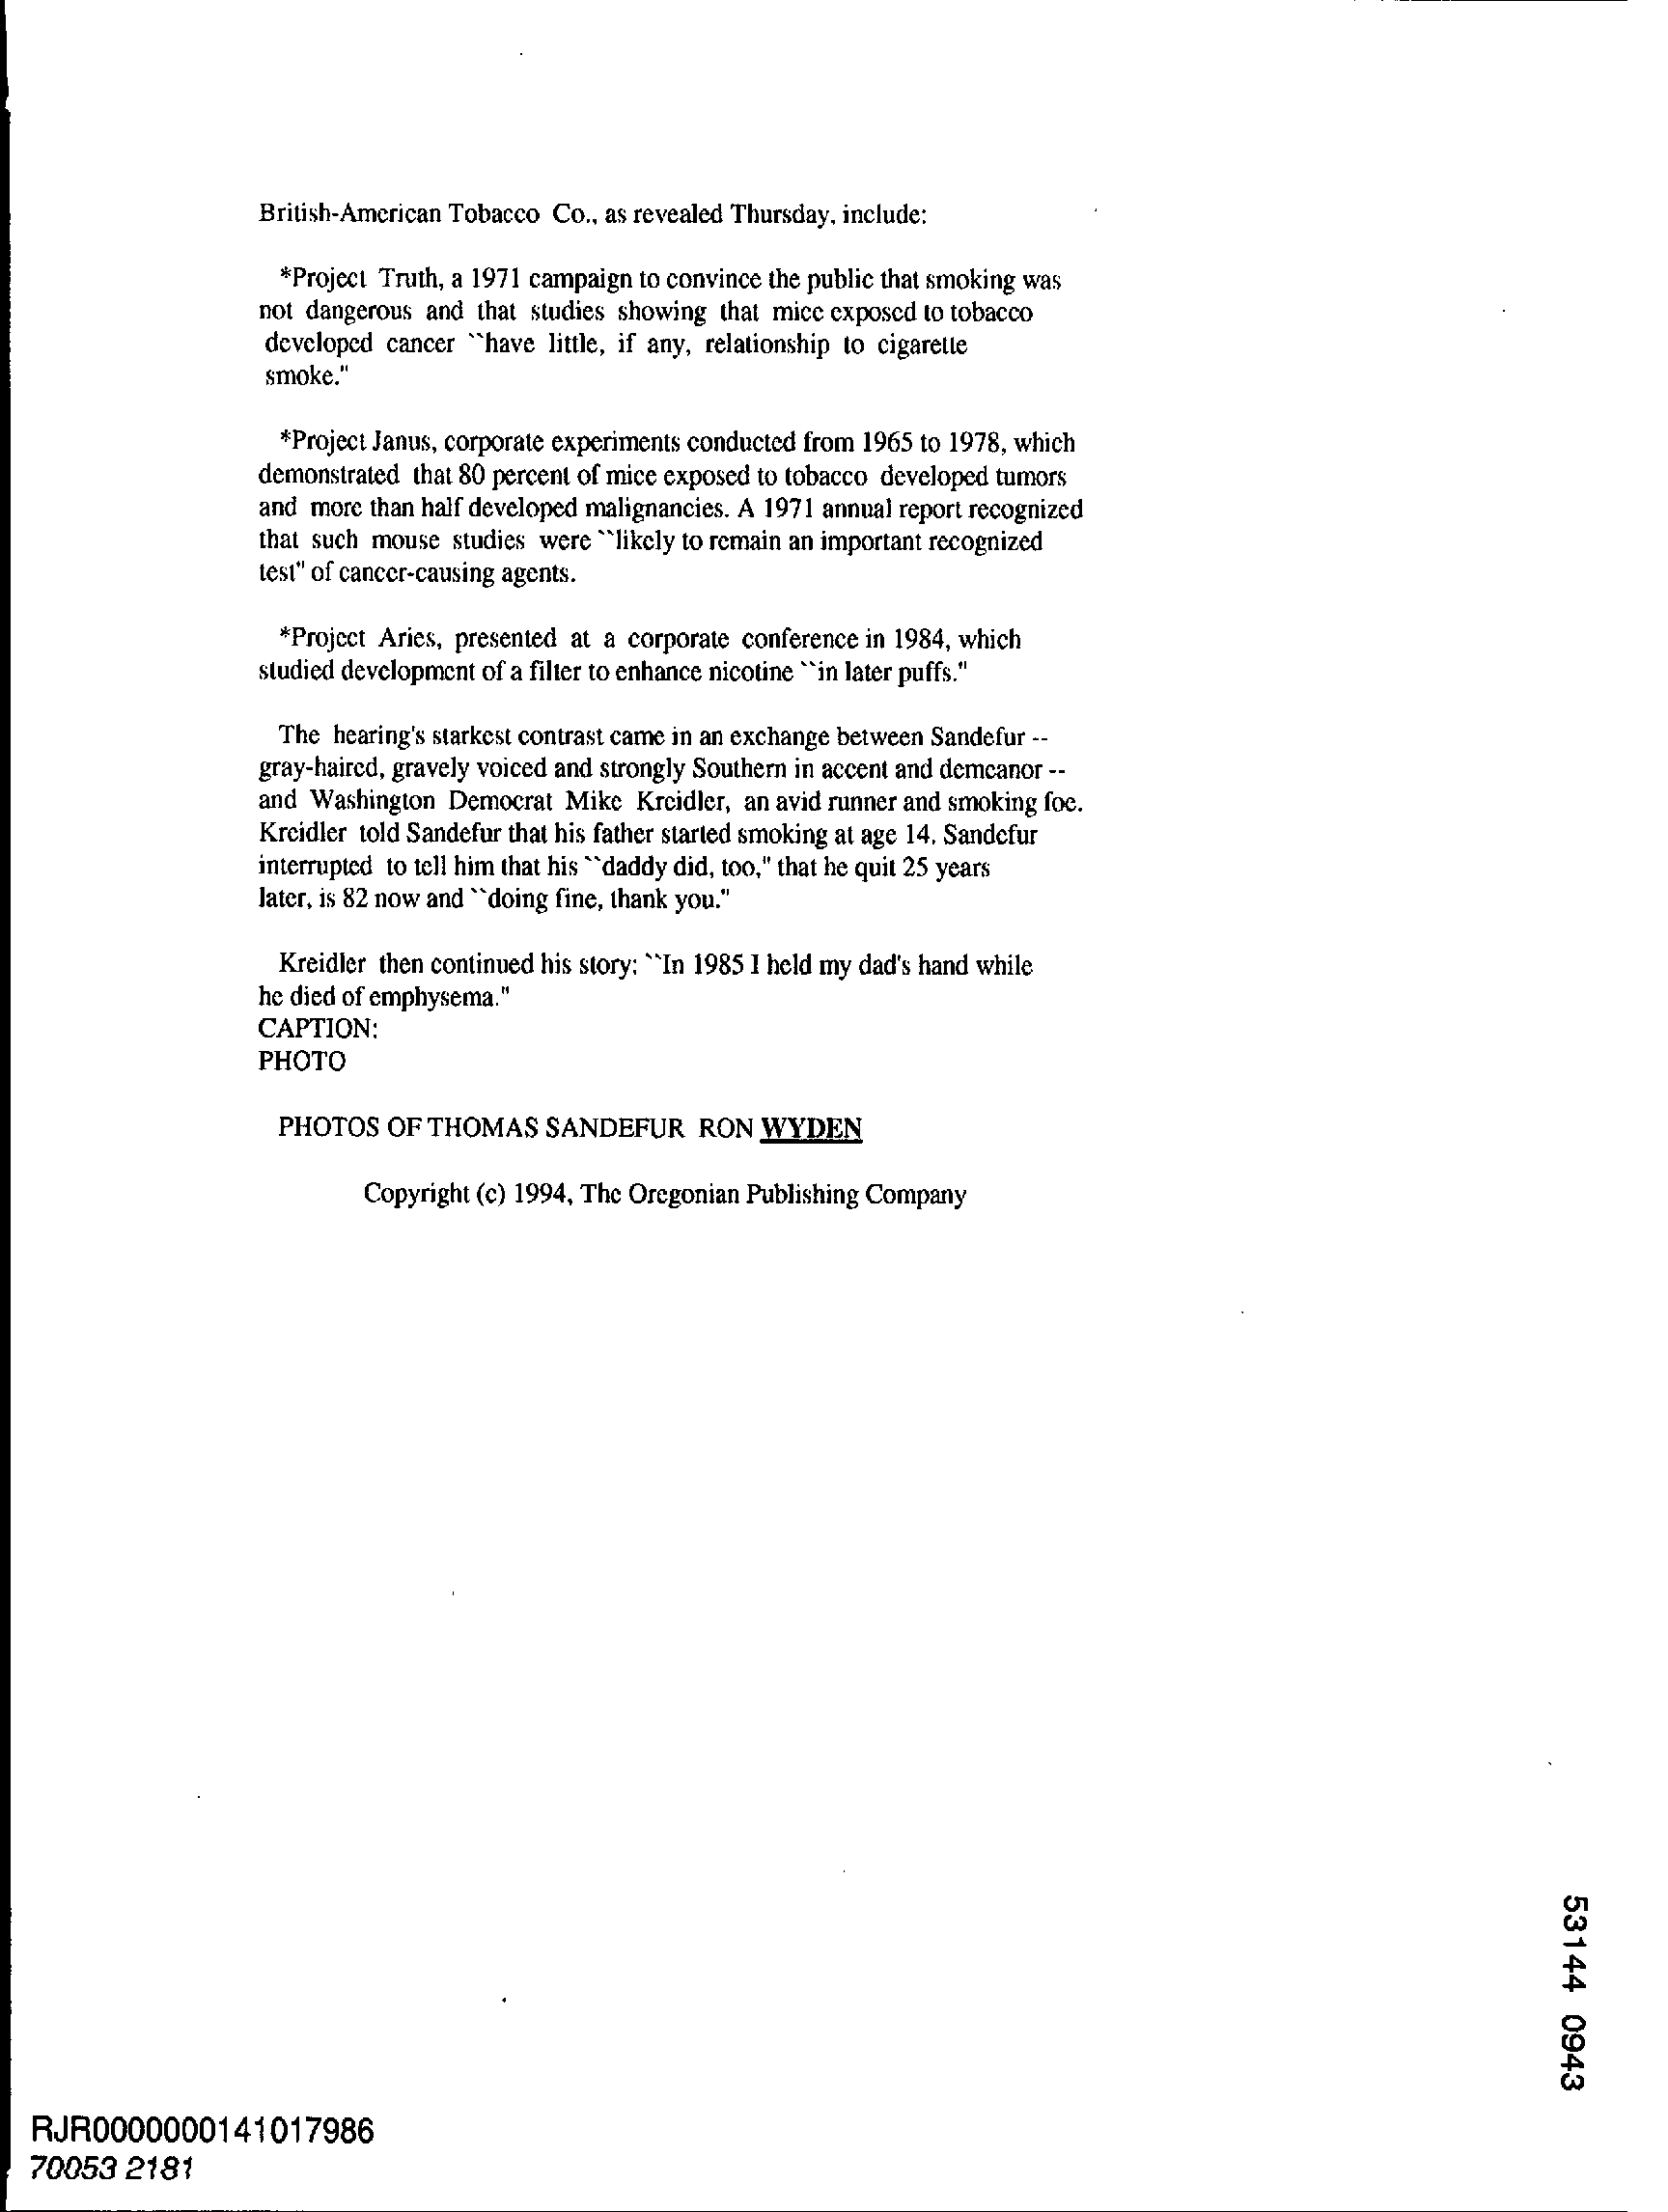 British-American Tobacco Co., as revealed Thursday, include:
*Project Truth, a 1971 campaign to convince the public that smoking was
not dangerous and that studies showing that mice exposed to tobacco
developed cancer ``have little, if any, relationship to cigarette
smoke."
*Project Janus, corporate experiments conducted from 1965 to 1978, which
demonstrated that 80 percent of mice exposed to tobacco developed tumors
and more than half developed malignancies. A 1971 annual report recognized
that such mouse studies were ``likely to remain an important recognized
test" of cancer-causing agents.
*Project Aries, presented at a corporate conference in 1984, which
studied development of a filter to enhance nicotine ``in later puffs."
The hearing's starkest contrast came in an exchange between Sandefur --
gray-haired, gravely voiced and strongly Southern in accent and demeanor --
and Washington Democrat Mike Kreidler, an avid runner and smoking foe.
Kreidler told Sandefur that his father started smoking at age 14. Sandefur
interrupted to tell him that his ``daddy did, too," that he quit 25 years
later, is 82 now and ``doing fine, thank you."
Kreidler then continued his story: ``In 1985 I held my dad's hand while
he died of emphysema."
CAPTION:
PHOTO
PHOTOS OF THOMAS SANDEFUR RON WYDEN
Copyright (c) 1994, The Oregonian Publishing Company
53144 0943
RJR0000000141017986
70053 2181